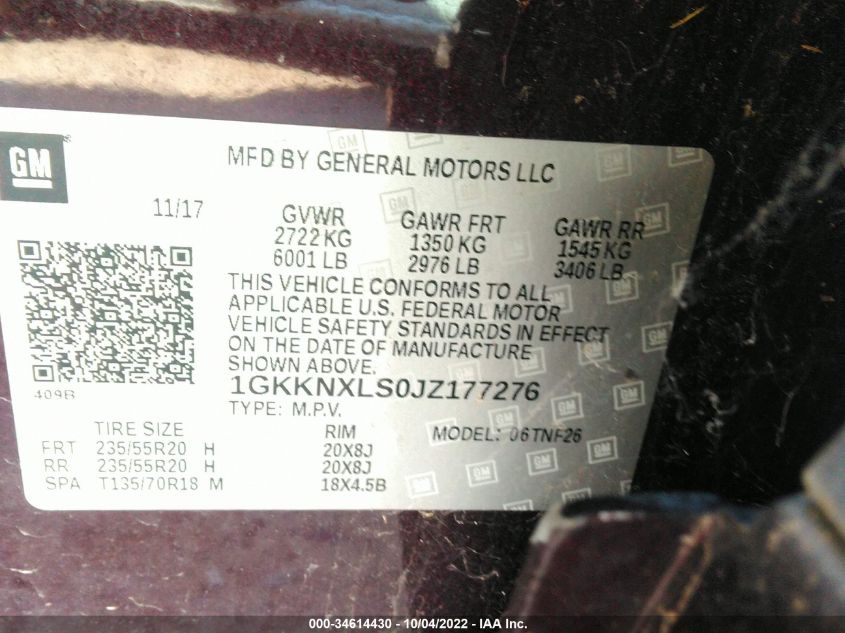 GM
MFD BY GENERAL MOTORS LLC
11/17
GVWR
2722 KG
6001 LB
GAWR FRT
1350 KG
2976 LB
GAWR RR
1545 KG
3406 LB
THIS VEHICLE CONFORMS TO ALL
APPLICABLE U.S. FEDERAL MOTOR
VEHICLE SAFETY STANDARDS IN EFFECT
ON THE DATE OF MANUFACTURE
SHOWN ABOVE.
409B
1GKKNXLS0JZ177276
TYPE: M.P.V.
TIRE SIZE RIM MODEL: 06TNF26
FRT 235/55R20 H 20X8J
RR 235/55R20 H 20X8J
SPA T135/70R18 M 18X4.5B
000-34614430 - 10/04/2022 - IAA Inc.